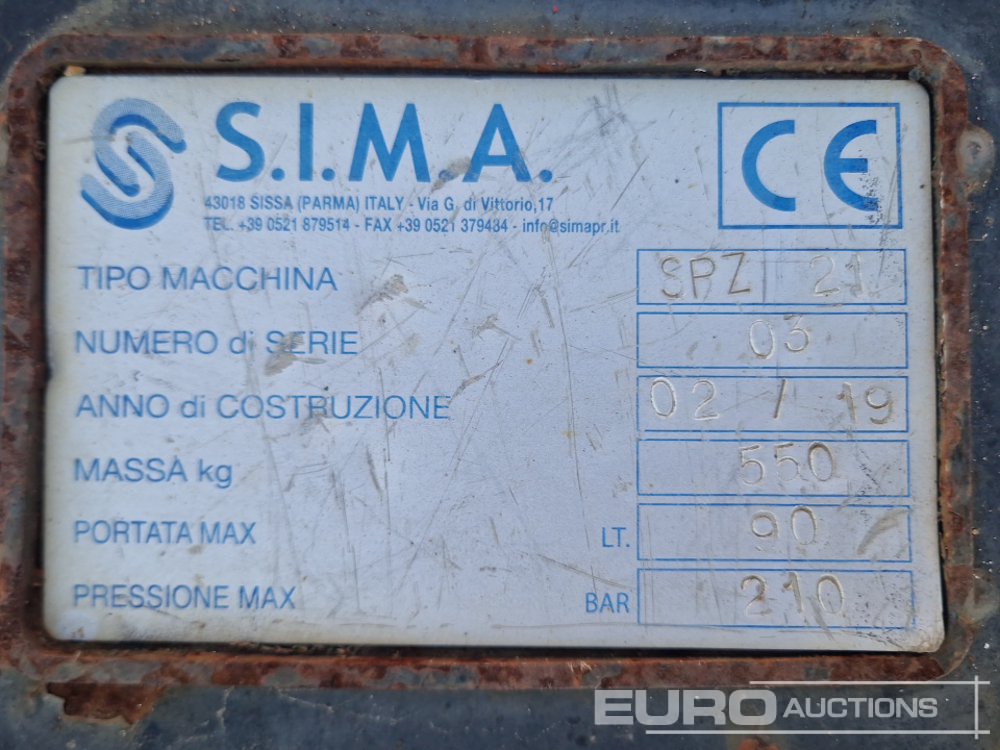 S.I.M.A.
CE
43018 SISSA (PARMA) ITALY - Via G. di Vittorio,17
TEL. +39 0521 879514 - FAX +39 0521 379434 - info@simapr.it
TIPO MACCHINA SPZ 21
NUMERO di SERIE 03
ANNO di COSTRUZIONE 02 / 19
MASSA kg 550
PORTATA MAX LT. 90
PRESSIONE MAX BAR 210
EURO AUCTIONS